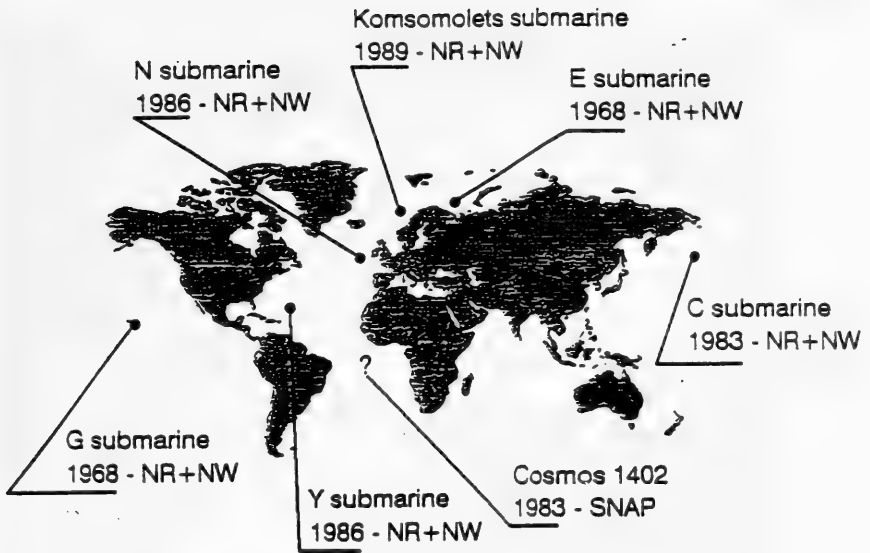 Komsomolets submarine
1989 - NR+NW
N submarine
1986 - NR+NW
E submarine
1968 - NR+NW
C submarine
1983 - NR+NW
?
G submarine
1968 - NR+NW
Y submarine
1986 - NR+NW
Cosmos 1402
1983 - SNAP